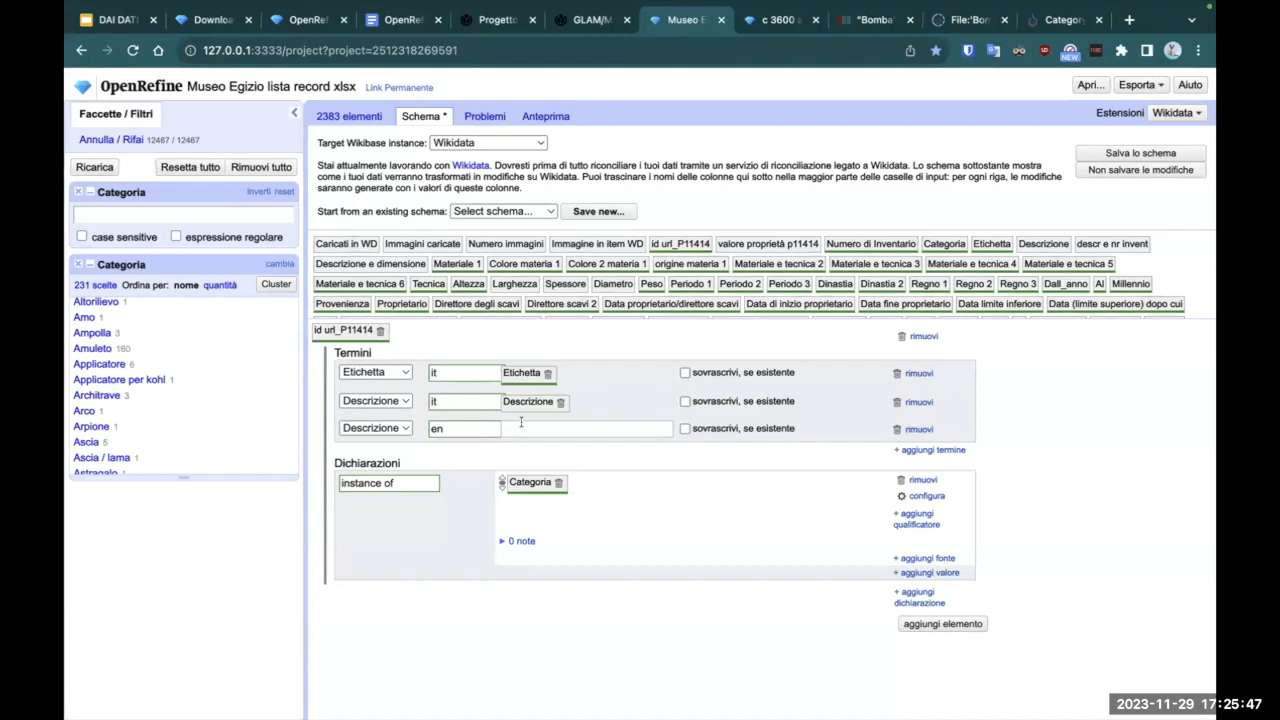 DAI DATI
Downloa
OpenRef
OpenRef
Progetto
GLAM/M
Museo E
c 3600 a
"Bomba'
File:'Bon
Categor
127.0.0.1:3333/project?project=2512318269591
NEW
OpenRefine Museo Egizio lista record xlsx Link Permanente
Apri... Esporta Aiuto
Faccette / Filtri
2383 elementi Schema * Problemi Anteprima
Estensioni Wikidata
Annulla / Rifai 12467 / 12467
Ricarica Resetta tutto Rimuovi tutto
Target Wikibase instance: Wikidata
Stai attualmente lavorando con Wikidata. Dovresti prima di tutto riconciliare i tuoi dati tramite un servizio di riconciliazione legato a Wikidata. Lo schema sottostante mostra
come i tuoi dati verranno trasformati in modifiche su Wikidata. Puoi trascinare i nomi delle colonne qui sotto nella maggior parte delle caselle di input: per ogni riga, le modifiche
saranno generate con i valori di queste colonne.
Salva lo schema
Non salvare le modifiche
Start from an existing schema: Select schema... Save new...
Categoria inverti reset
case sensitive espressione regolare
Categoria cambia
231 scelte Ordina per: nome quantità Cluster
Altorilievo 1
Amo 1
Ampolla 3
Amuleto 160
Applicatore 6
Applicatore per kohl 1
Architrave 3
Arco 1
Arpione 1
Ascia 5
Ascia / lama 1
Astragalo 1
Caricati in WD Immagini caricate Numero immagini Immagine in item WD id url_P11414 valore proprietà p11414 Numero di Inventario Categoria Etichetta Descrizione descr e nr invent
Descrizione e dimensione Materiale 1 Colore materia 1 Colore 2 materia 1 origine materia 1 Materiale e tecnica 2 Materiale e tecnica 3 Materiale e tecnica 4 Materiale e tecnica 5
Materiale e tecnica 6 Tecnica Altezza Larghezza Spessore Diametro Peso Periodo 1 Periodo 2 Periodo 3 Dinastia Dinastia 2 Regno 1 Regno 2 Regno 3 Dall_anno Al Millennio
Provenienza Proprietario Direttore degli scavi Direttore scavi 2 Data proprietario/direttore scavi Data di inizio proprietario Data fine proprietario Data limite inferiore Data (limite superiore) dopo cui
id url_P11414 rimuovi
Termini
Etichetta it Etichetta sovrascrivi, se esistente rimuovi
Descrizione it Descrizione sovrascrivi, se esistente rimuovi
Descrizione en sovrascrivi, se esistente rimuovi
+ aggiungi termine
Dichiarazioni
instance of Categoria rimuovi
configura
+ aggiungi
qualificatore
0 note
+ aggiungi fonte
+ aggiungi valore
+ aggiungi
dichiarazione
aggiungi elemento
2023-11-29 17:25:47